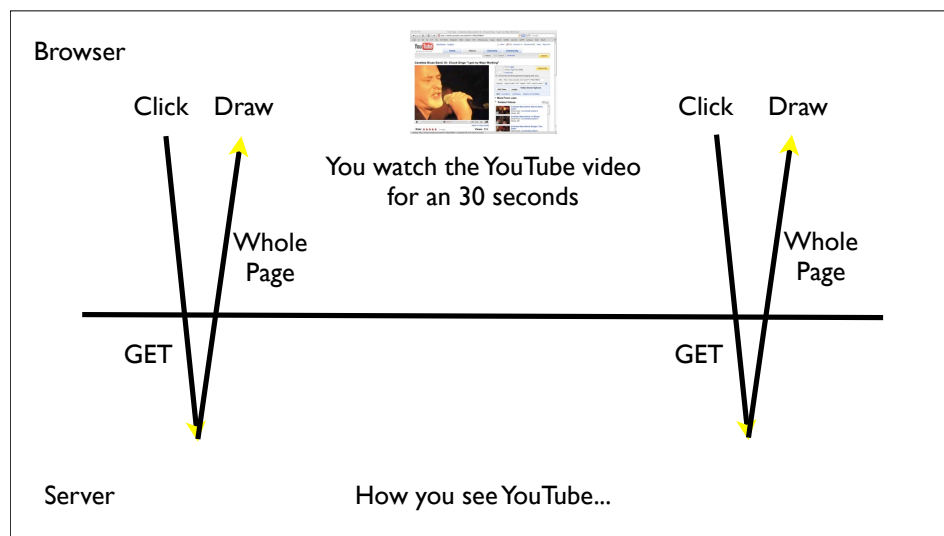 Browser
YouTube
Click Draw
Click Draw
You watch the YouTube video
for an 30 seconds
Whole
Page
Whole
Page
GET
GET
Server
How you see YouTube...